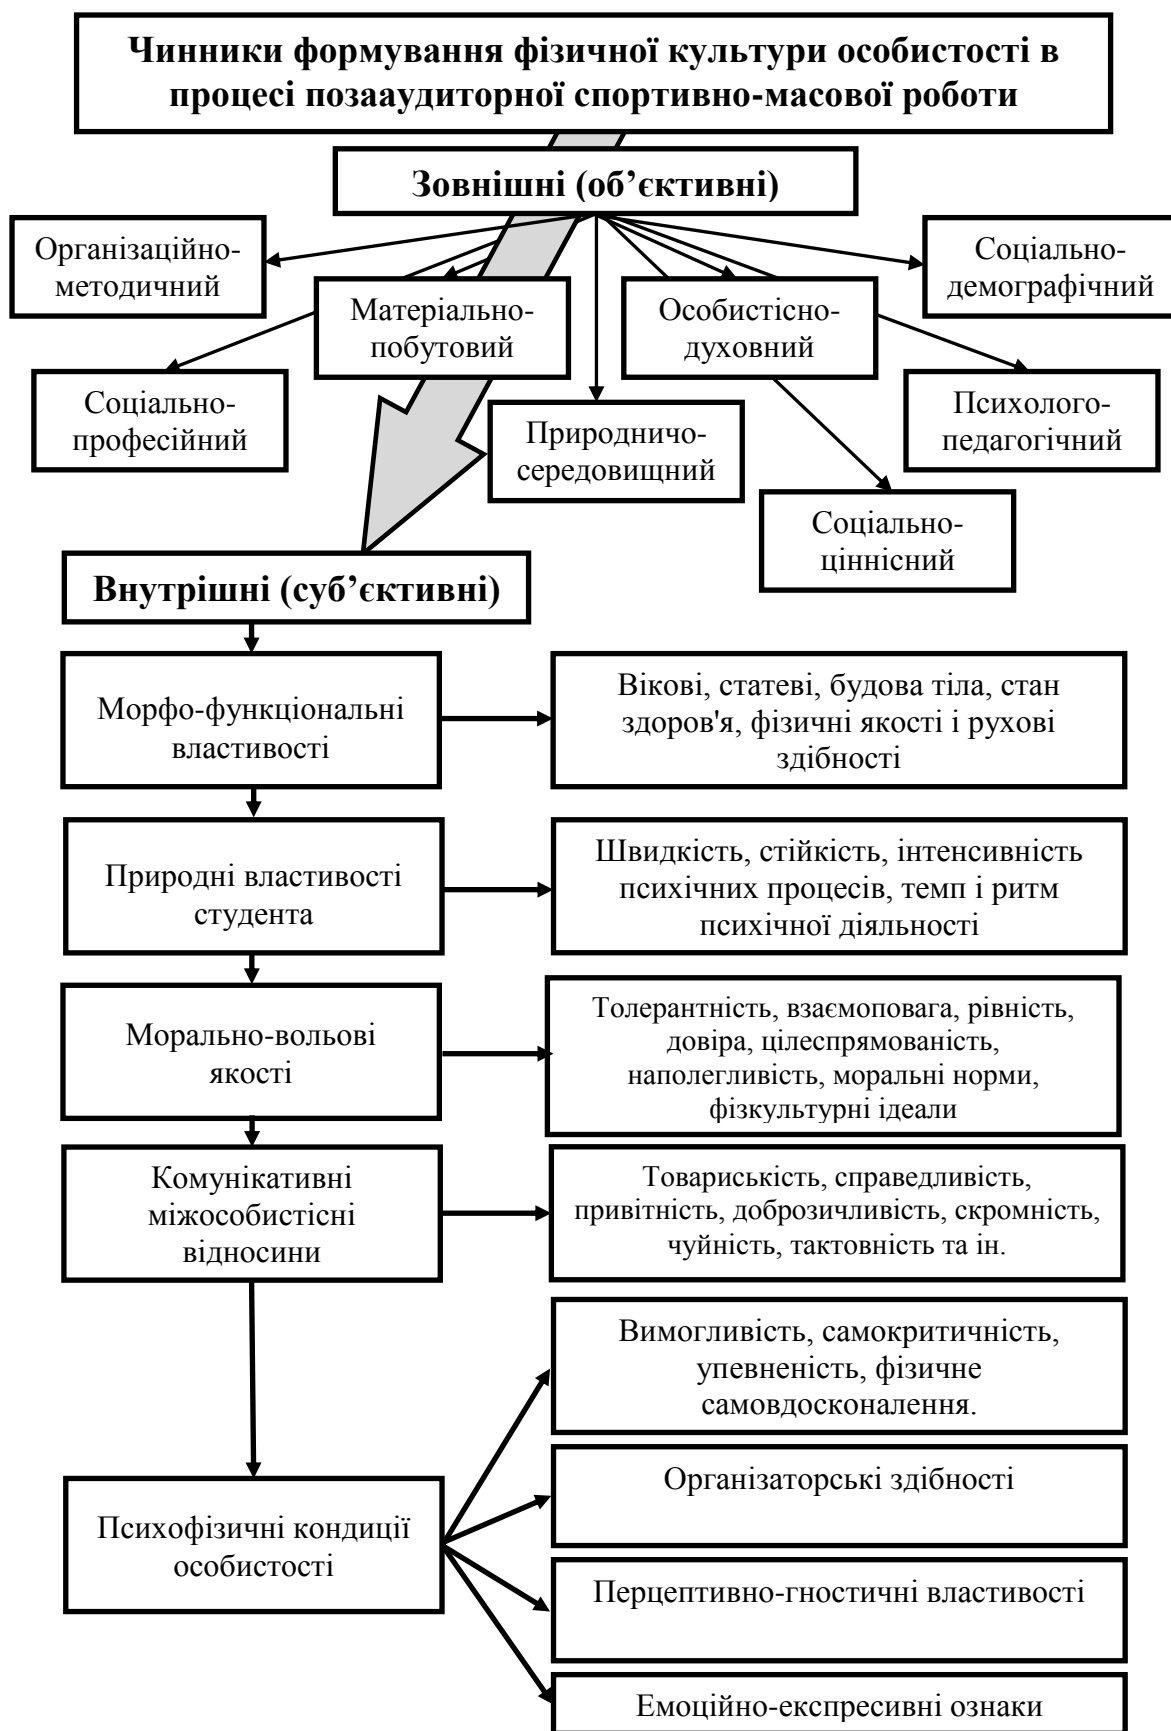 Чинники формування фізичної культури особистості в
процесі позааудиторної спортивно-масової роботи
Зовнішні (об’єктивні)
Організаційно-
методичний
Соціально-
демографічний
Матеріально-
побутовий
Особистісно-
духовний
Соціально-
професійний
Природничо-
середовищний
Психолого-
педагогічний
Соціально-
ціннісний
Внутрішні (суб’єктивні)
Морфо-функціональні
властивості
Вікові, статеві, будова тіла, стан
здоров'я, фізичні якості і рухові
здібності
Природні властивості
студента
Швидкість, стійкість, інтенсивність
психічних процесів, темп і ритм
психічної діяльності
Морально-вольові
якості
Толерантність, взаємоповага, рівність,
довіра, цілеспрямованість,
наполегливість, моральні норми,
фізкультурні ідеали
Комунікативні
міжособистісні
відносини
Товариськість, справедливість,
привітність, доброзичливість, скромність,
чуйність, тактовність та ін.
Психофізичні кондиції
особистості
Вимогливість, самокритичність,
упевненість, фізичне
самовдосконалення.
Організаторські здібності
Перцептивно-гностичні властивості
Емоційно-експресивні ознаки